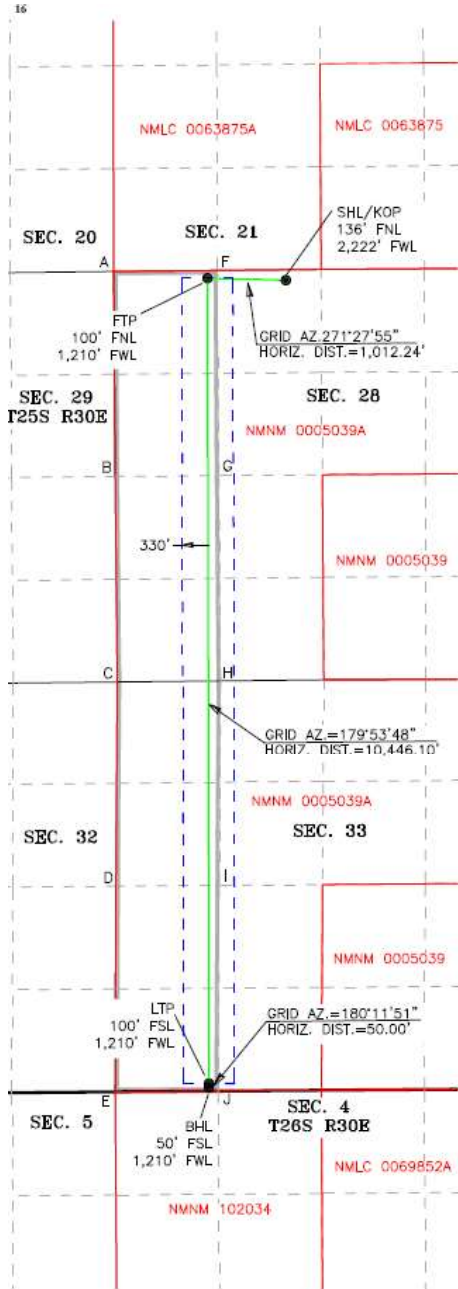 16
NMLC 0063875A
NMLC 0063875
SEC. 20
SEC. 21
SHL/KOP
136' FNL
2,222' FWL
A
F
FTP
100' FNL
1,210' FWL
GRID AZ.271°27'55"
HORIZ. DIST.=1,012.24'
SEC. 29
T25S R30E
SEC. 28
NMNM 0005039A
B
G
330'
NMNM 0005039
C
H
GRID AZ.=179°53'48"
HORIZ. DIST.=10,446.10'
NMNM 0005039A
SEC. 32
SEC. 33
D
I
NMNM 0005039
LTP
100' FSL
1,210' FWL
GRID AZ.=180°11'51"
HORIZ. DIST.=50.00'
E
J
SEC. 5
SEC. 4
T26S R30E
BHL
50' FSL
1,210' FWL
NMLC 0069852A
NMNM 102034